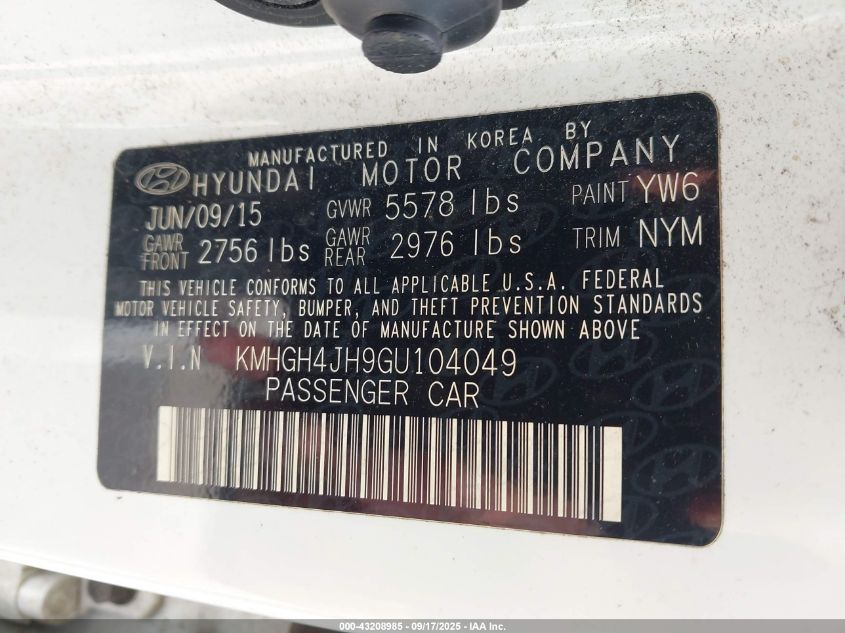 MANUFACTURED IN KOREA BY
HYUNDAI MOTOR COMPANY
JUN/09/15 GVWR 5578 lbs PAINT YW6
GAWR FRONT 2756 lbs GAWR REAR 2976 lbs TRIM NYM
THIS VEHICLE CONFORMS TO ALL APPLICABLE U.S.A. FEDERAL
MOTOR VEHICLE SAFETY, BUMPER, AND THEFT PREVENTION STANDARDS
IN EFFECT ON THE DATE OF MANUFACTURE SHOWN ABOVE
V.I.N KMHGH4JH9GU104049
PASSENGER CAR
000-43208985 - 09/17/2025 - IAA Inc.